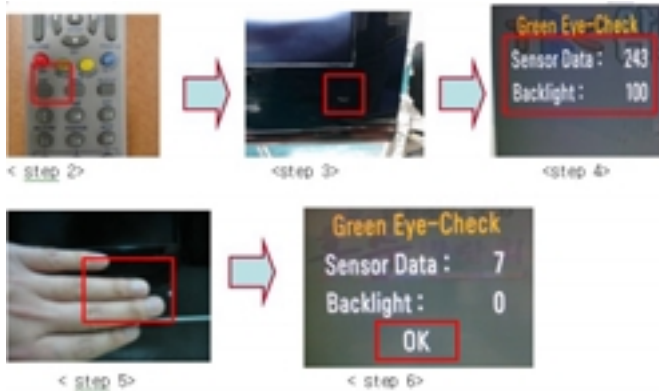 Green Eye-Check
Sensor Data : 243
Backlight : 100
< step 2>
<step 3>
<step 4>
Green Eye-Check
Sensor Data : 7
Backlight : 0
OK
< step 5>
< step 6>